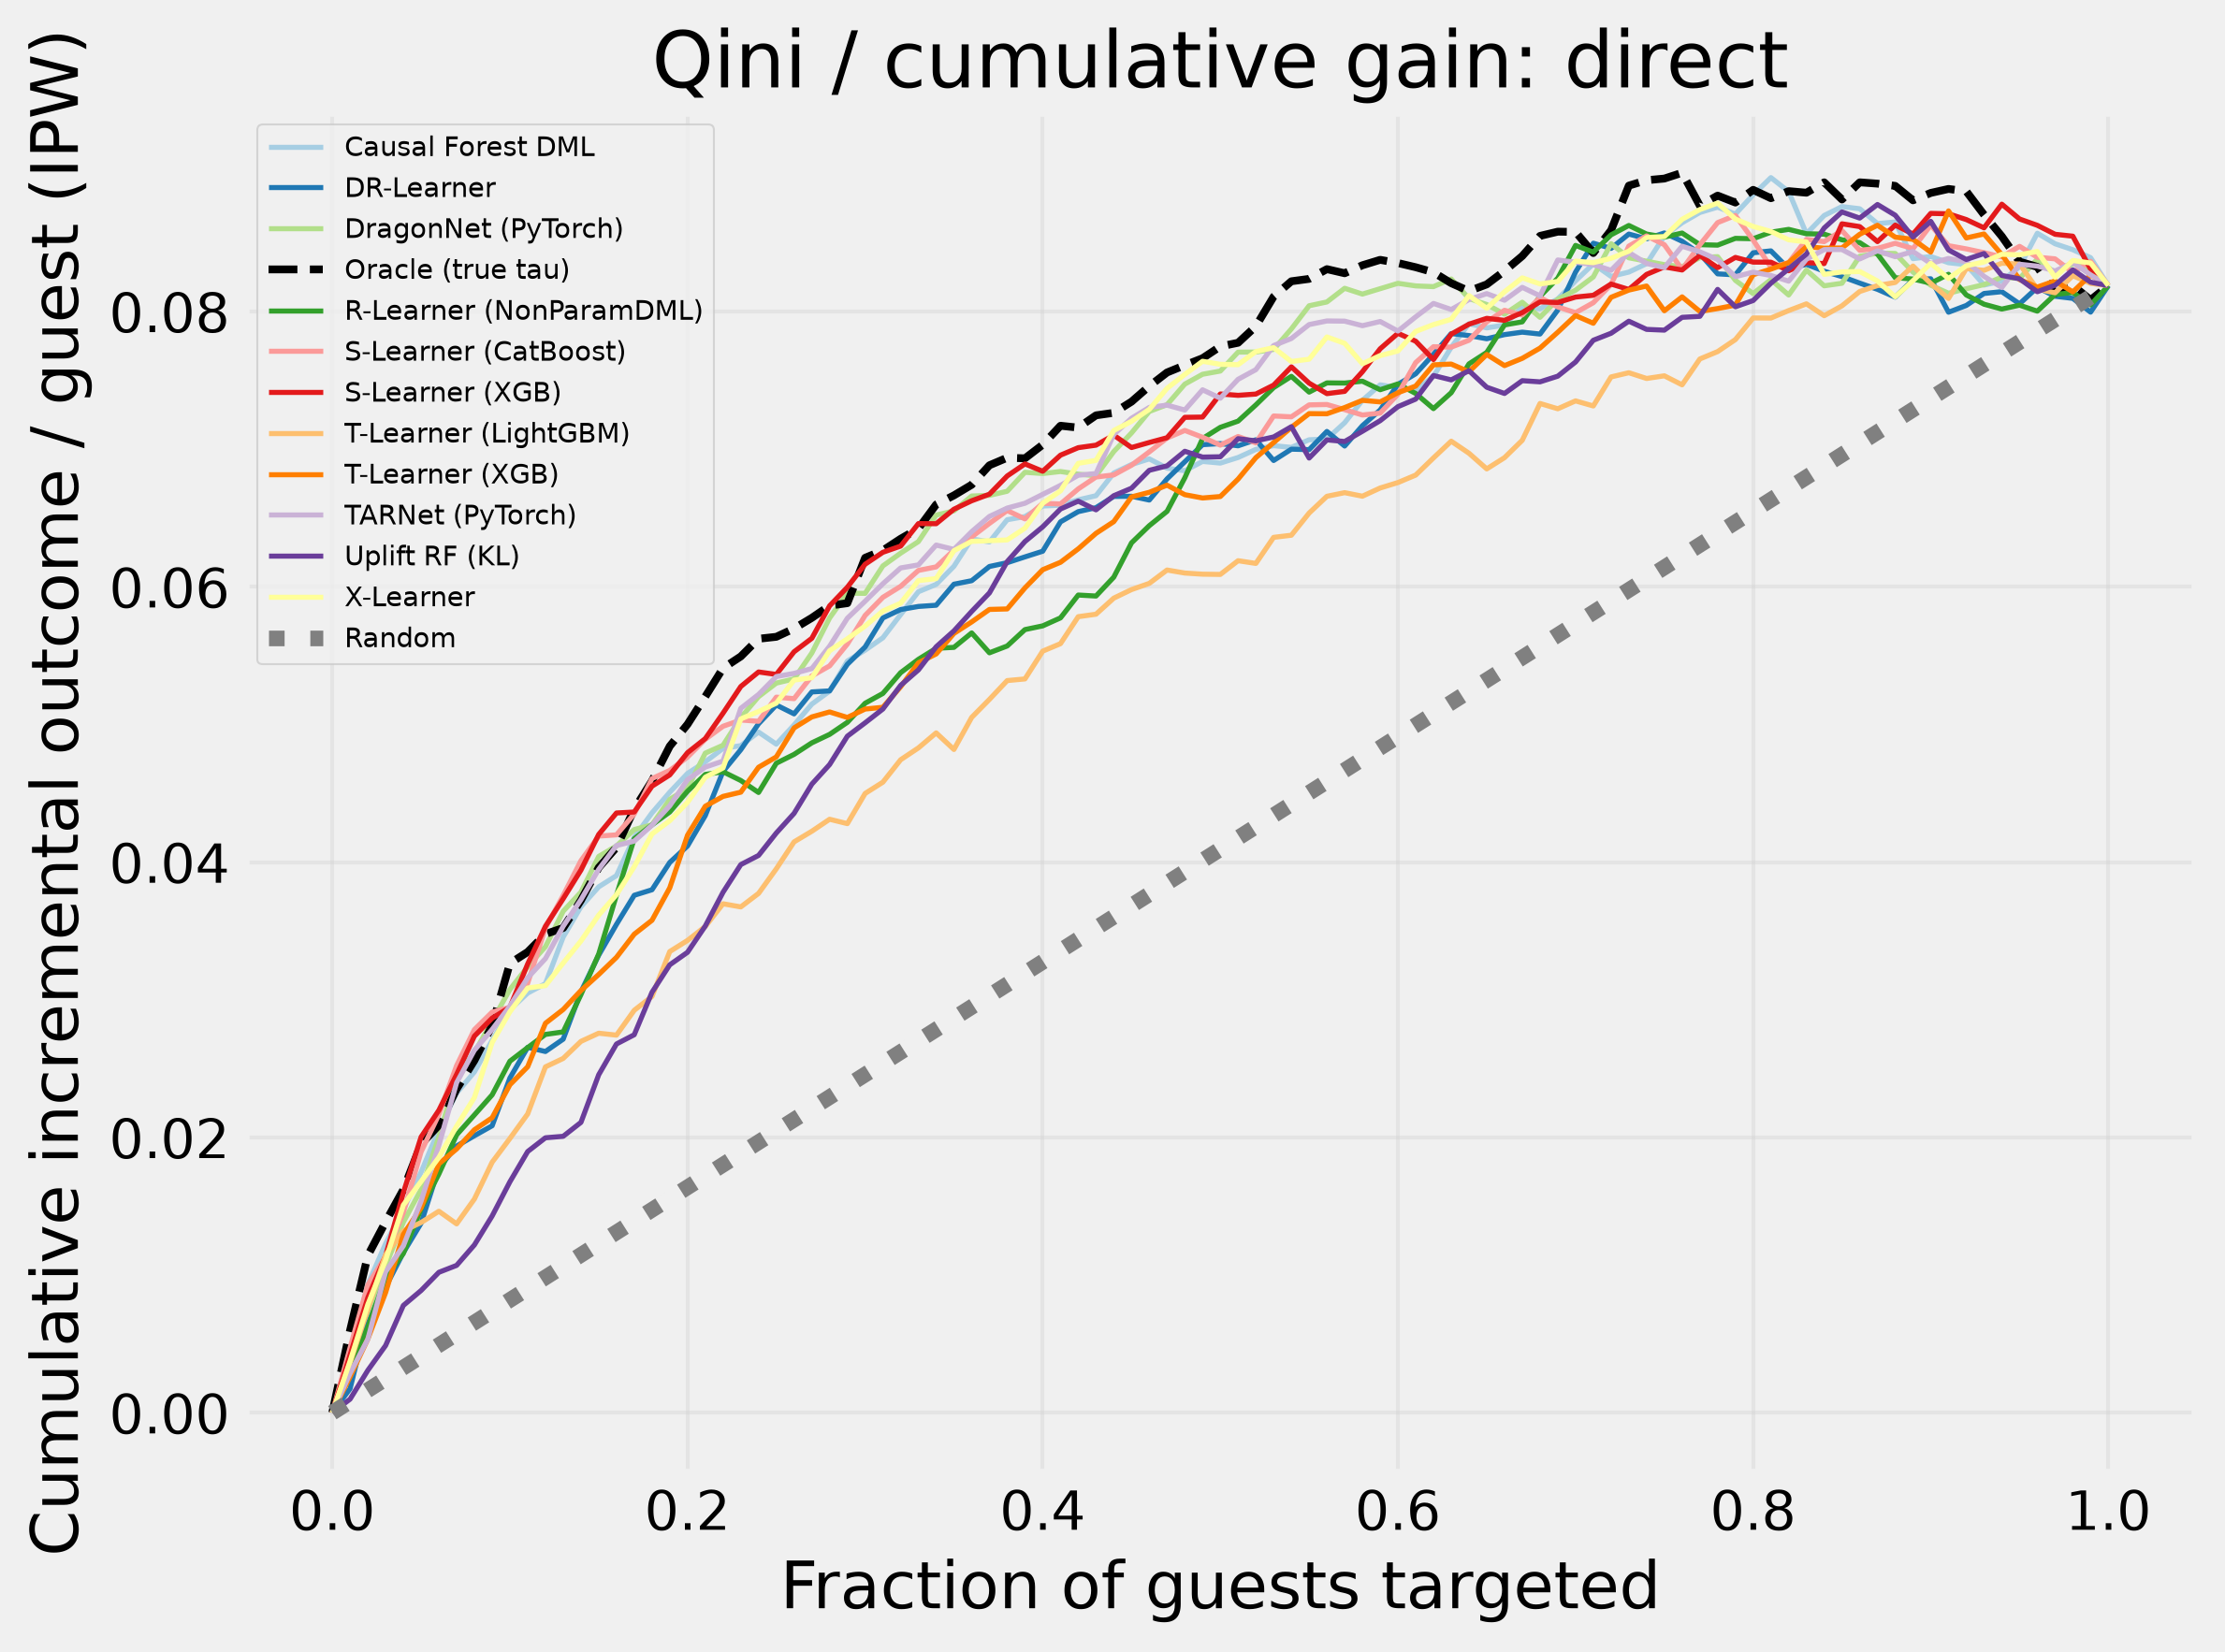 Qini / cumulative gain: direct
Cumulative incremental outcome / guest (IPW)
Causal Forest DML
DR-Learner
DragonNet (PyTorch)
Oracle (true tau)
R-Learner (NonParamDML)
S-Learner (CatBoost)
S-Learner (XGB)
T-Learner (LightGBM)
T-Learner (XGB)
TARNet (PyTorch)
Uplift RF (KL)
X-Learner
Random
0.08
0.06
0.04
0.02
0.00
0.0 0.2 0.4 0.6 0.8 1.0
Fraction of guests targeted